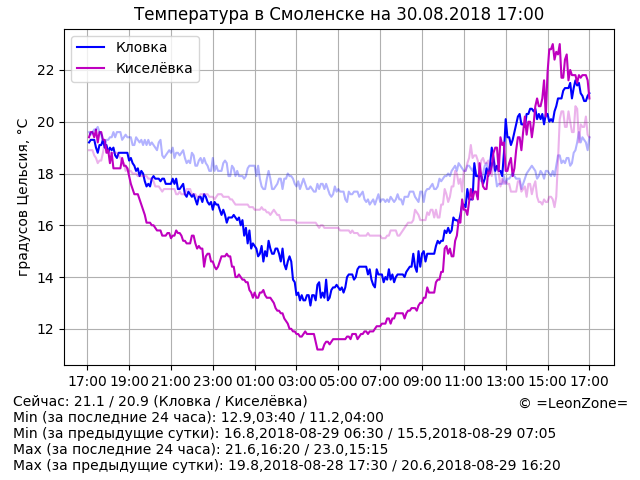 Температура в Смоленске на 30.08.2018 17:00
Кловка
Киселёвка
градусов Цельсия, °C
22
20
18
16
14
12
17:00 19:00 21:00 23:00 01:00 03:00 05:00 07:00 09:00 11:00 13:00 15:00 17:00
Сейчас: 21.1 / 20.9 (Кловка / Киселёвка)
© =LeonZone=
Min (за последние 24 часа): 12.9,03:40 / 11.2,04:00
Min (за предыдущие сутки): 16.8,2018-08-29 06:30 / 15.5,2018-08-29 07:05
Max (за последние 24 часа): 21.6,16:20 / 23.0,15:15
Max (за предыдущие сутки): 19.8,2018-08-28 17:30 / 20.6,2018-08-29 16:20